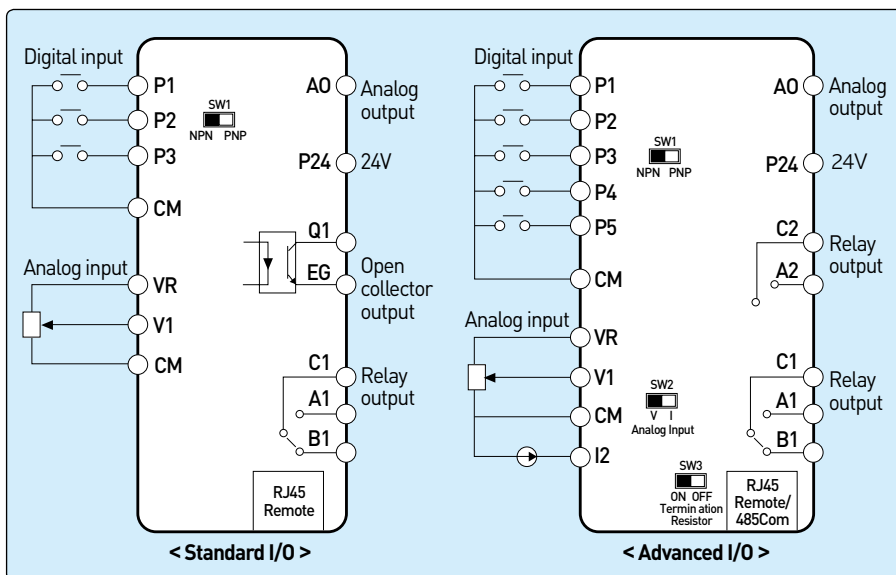 Digital input
P1
P2
P3
CM
SW1
NPN PNP
AO
Analog
output
P24
24V
Q1
EG
Open
collector
output
Analog input
VR
V1
CM
C1
A1
B1
Relay
output
RJ45
Remote
< Standard I/O >
Digital input
P1
P2
P3
P4
P5
CM
SW1
NPN PNP
AO
Analog
output
P24
24V
C2
A2
Relay
output
Analog input
VR
V1
CM
I2
SW2
V I
Analog Input
C1
A1
B1
Relay
output
SW3
ON OFF
Termination
Resistor
RJ45
Remote/
485Com
< Advanced I/O >